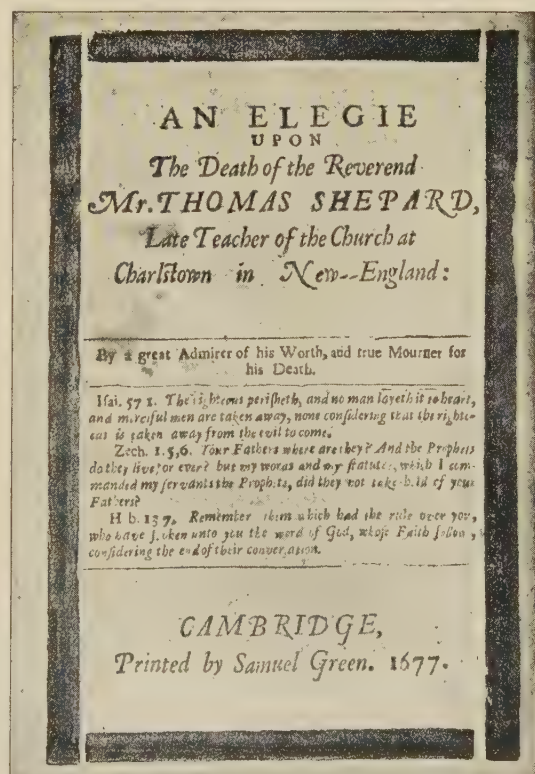 AN ELEGIE
UPON
The Death of the Reverend
Mr. THOMAS SHEPARD,
Late Teacher of the Church at
Charlstown in New--England:
By a great Admirer of his Worth, and true Mourner for
his Death.
Isai. 57 1. The righteous perisheth, and no man layeth it to heart,
and merciful men are taken away, none considering that the righte-
ous is taken away from the evil to come.
Zech. 1.5,6. Your Fathers where are they? And the Prophets
do they live for ever? but my words and my statutes, which I com-
manded my servants the Prophets, did they not take hold of your
Fathers?
H b. 13 7. Remember them which had the rule over you,
who have spoken unto you the word of God, whose Faith follow,
considering the end of their conversation.
CAMBRIDGE,
Printed by Samuel Green. 1677.